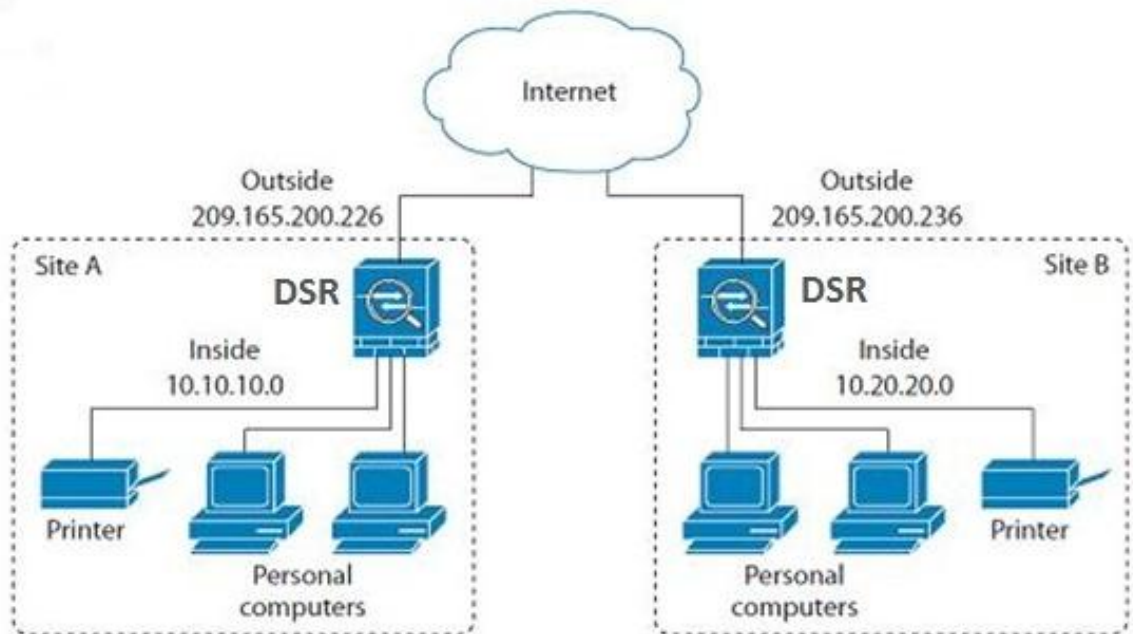 Internet
Outside
209.165.200.226
Outside
209.165.200.236
Site A
DSR
Inside
10.10.10.0
Printer
Personal
computers
Site B
DSR
Inside
10.20.20.0
Personal
computers
Printer